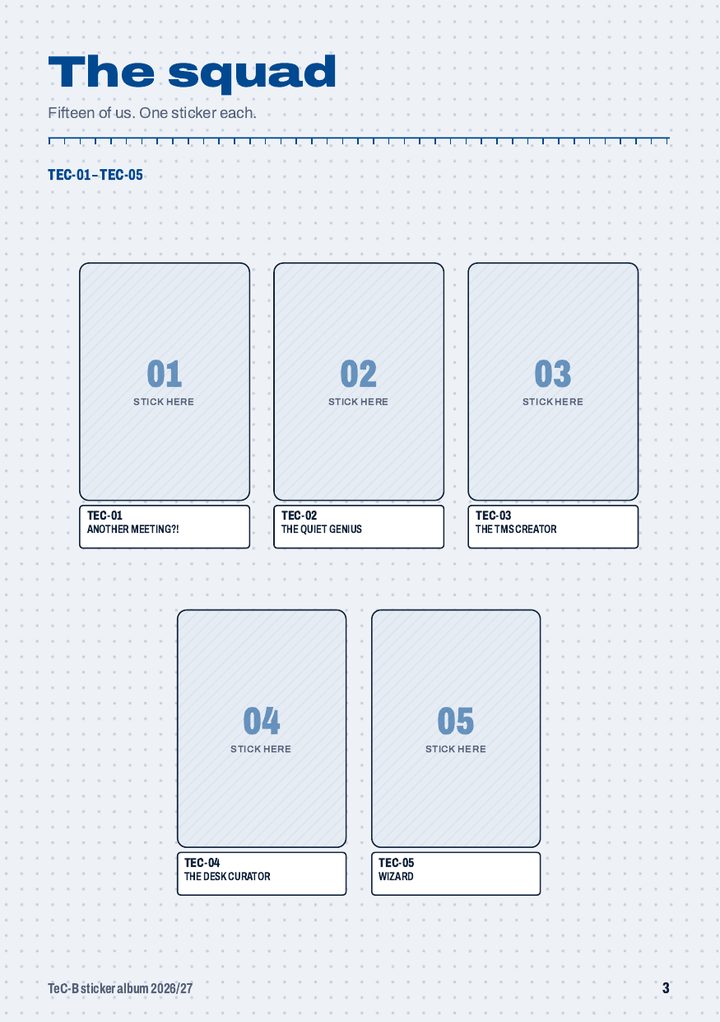 The squad
Fifteen of us. One sticker each.
TEC-01–TEC-05
01
STICK HERE
02
STICK HERE
03
STICK HERE
TEC-01
ANOTHER MEETING?!
TEC-02
THE QUIET GENIUS
TEC-03
THE TMS CREATOR
04
STICK HERE
05
STICK HERE
TEC-04
THE DESK CURATOR
TEC-05
WIZARD
TeC-B sticker album 2026/27
3